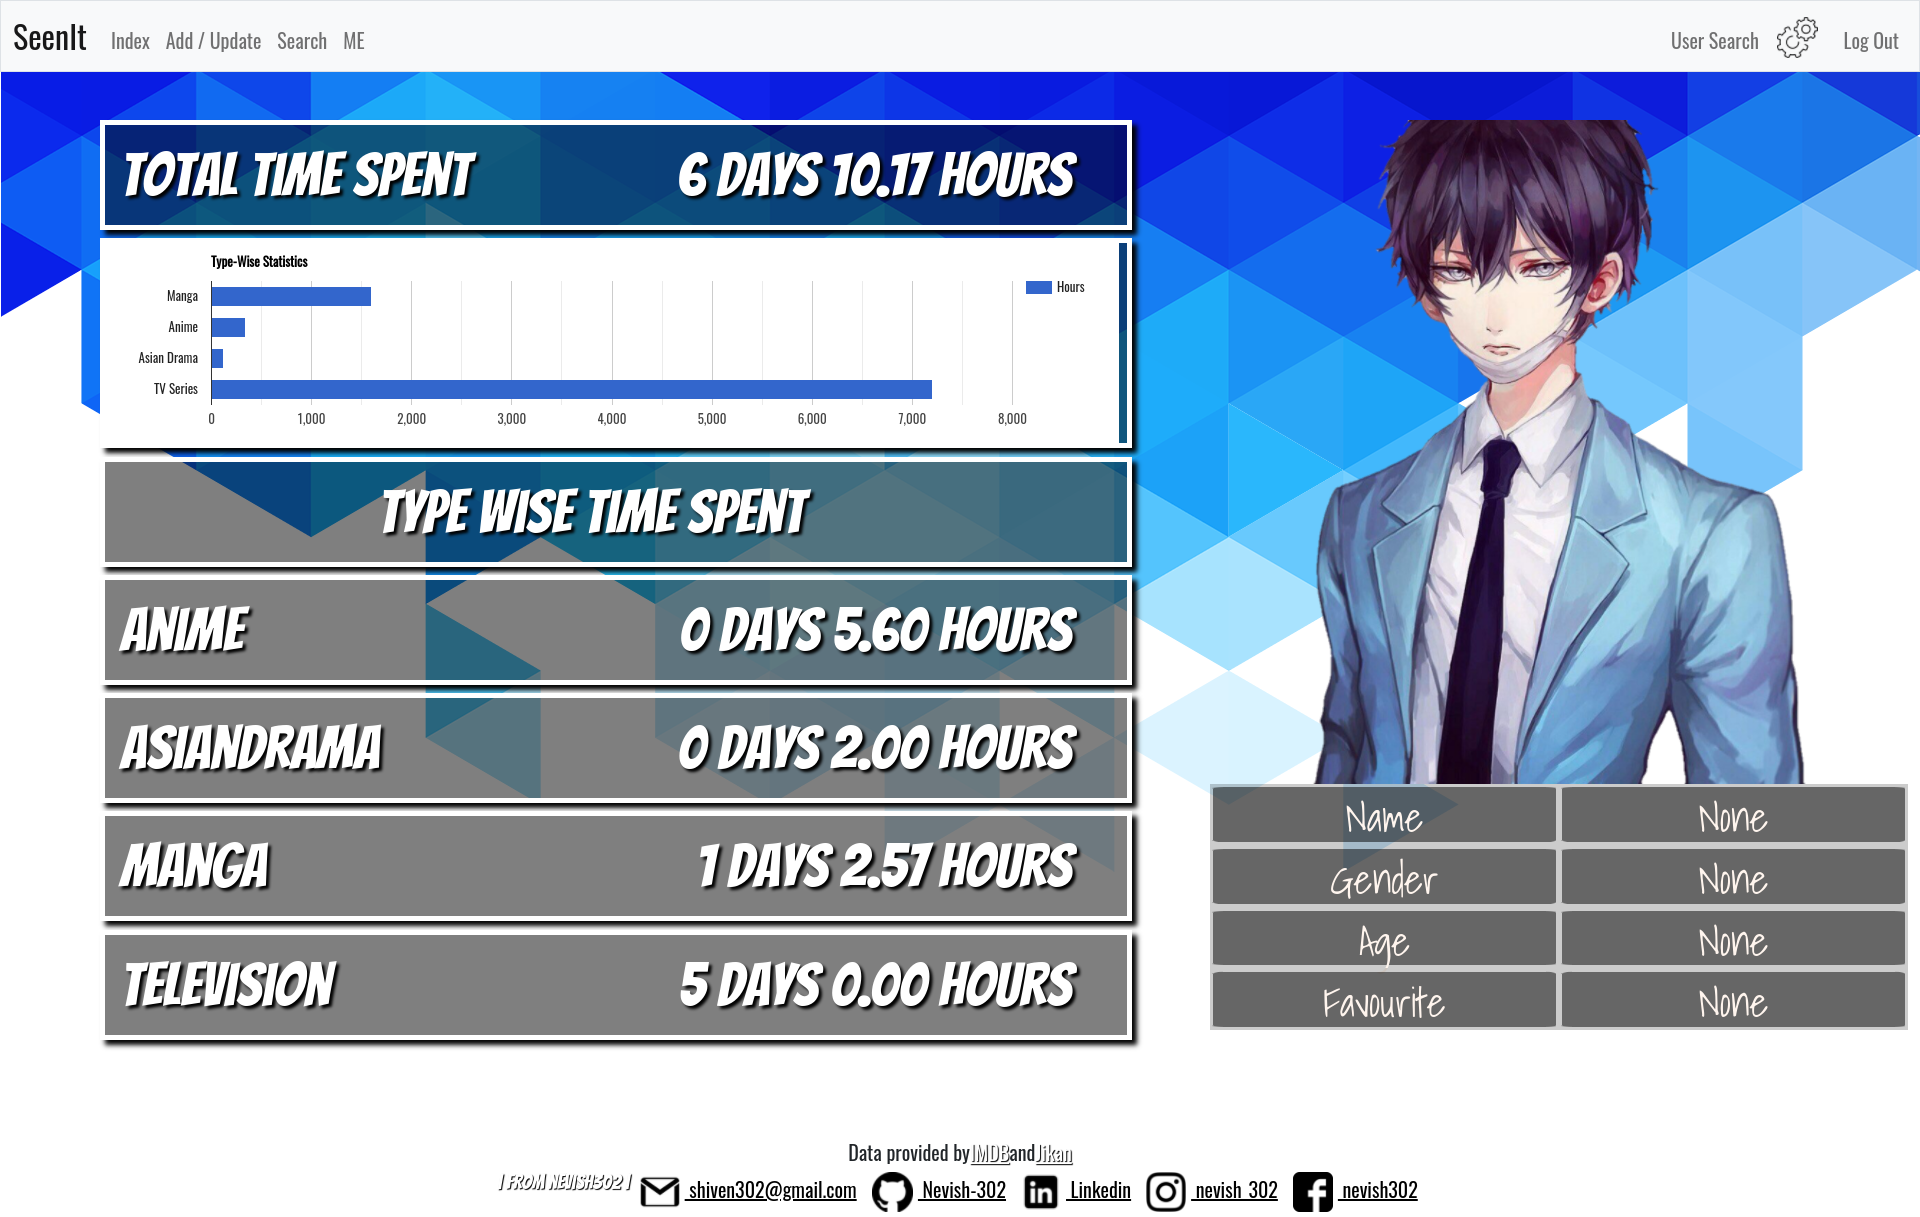 SeenIt Index Add / Update Search ME User Search Log Out
TOTAL TIME SPENT 6 DAYS 10.17 HOURS
Type-Wise Statistics
Manga
Anime
Asian Drama
TV Series
0 1,000 2,000 3,000 4,000 5,000 6,000 7,000 8,000
Hours
TYPE WISE TIME SPENT
ANIME 0 DAYS 5.60 HOURS
ASIANDRAMA 0 DAYS 2.00 HOURS
MANGA 1 DAYS 2.57 HOURS
TELEVISION 5 DAYS 0.00 HOURS
Name None
Gender None
Age None
Favourite None
Data provided by IMDB and Jikan
| FROM NEVISH302 | shiven302@gmail.com Nevish-302 Linkedin nevish_302 nevish302